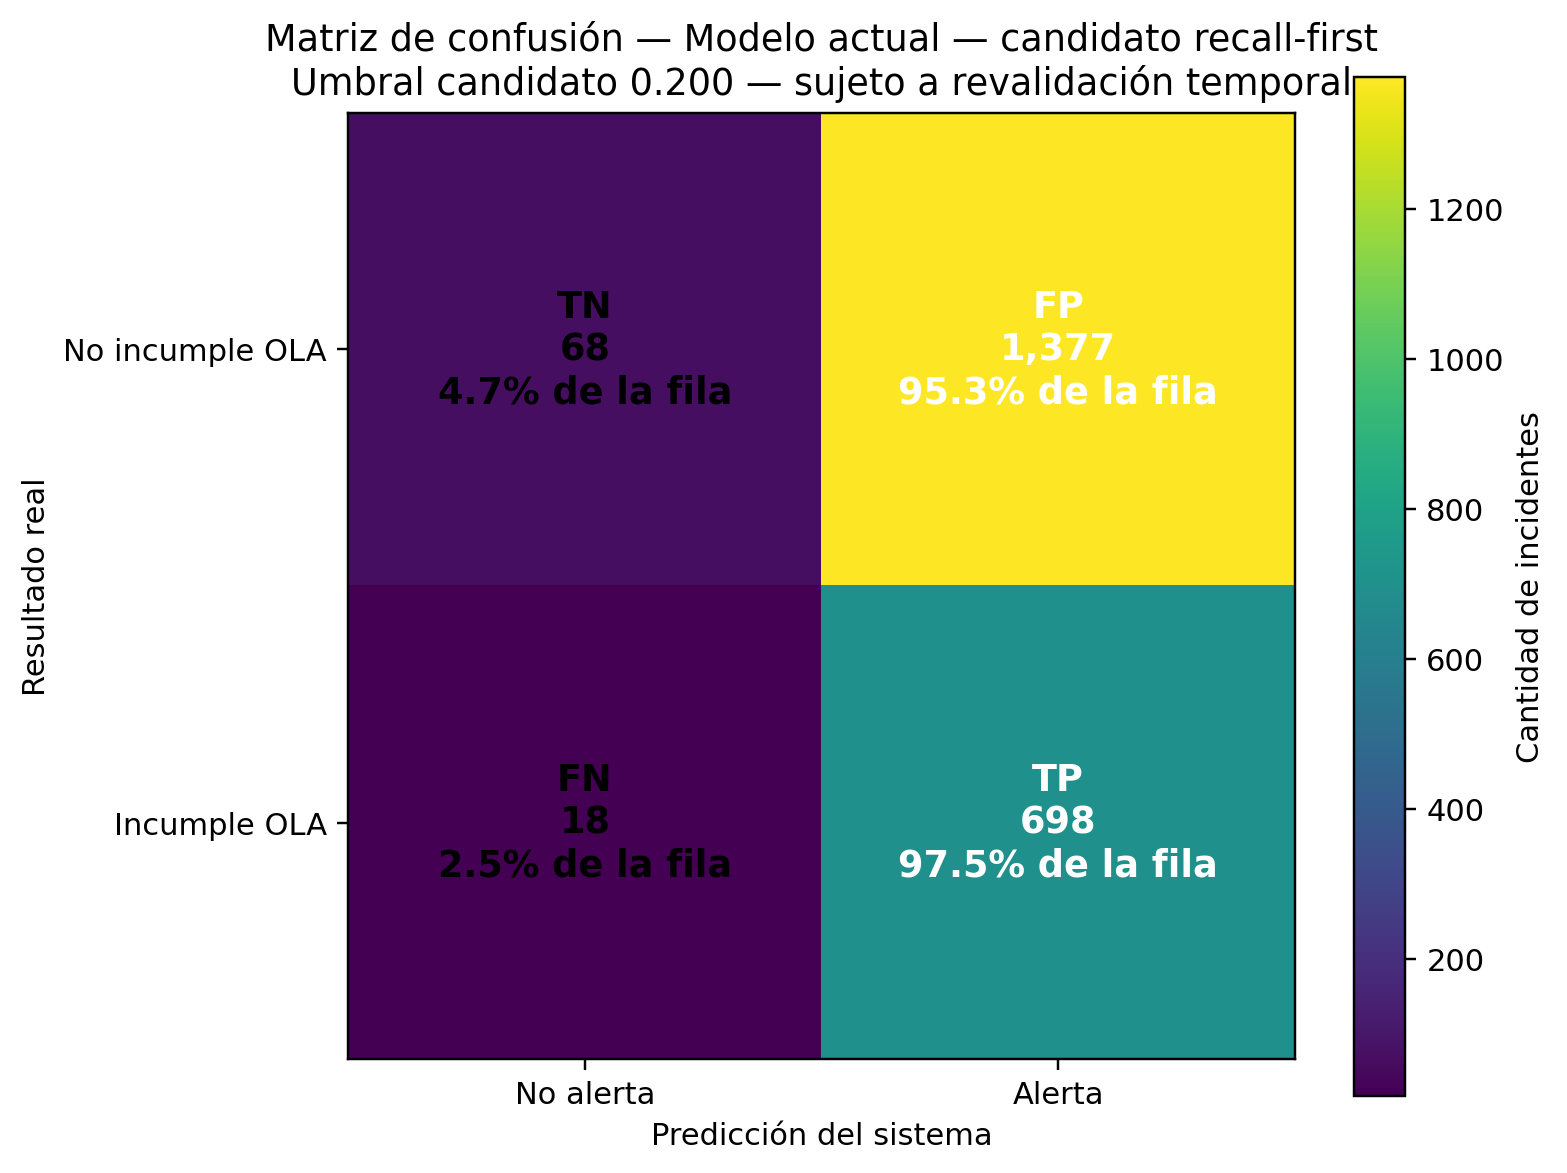 Matriz de confusión — Modelo actual — candidato recall-first
Umbral candidato 0.200 — sujeto a revalidación temporal
TN
68
4.7% de la fila
FP
1,377
95.3% de la fila
No incumple OLA
FN
18
2.5% de la fila
TP
698
97.5% de la fila
Incumple OLA
Resultado real
No alerta
Alerta
Predicción del sistema
1200
1000
800
600
400
200
Cantidad de incidentes